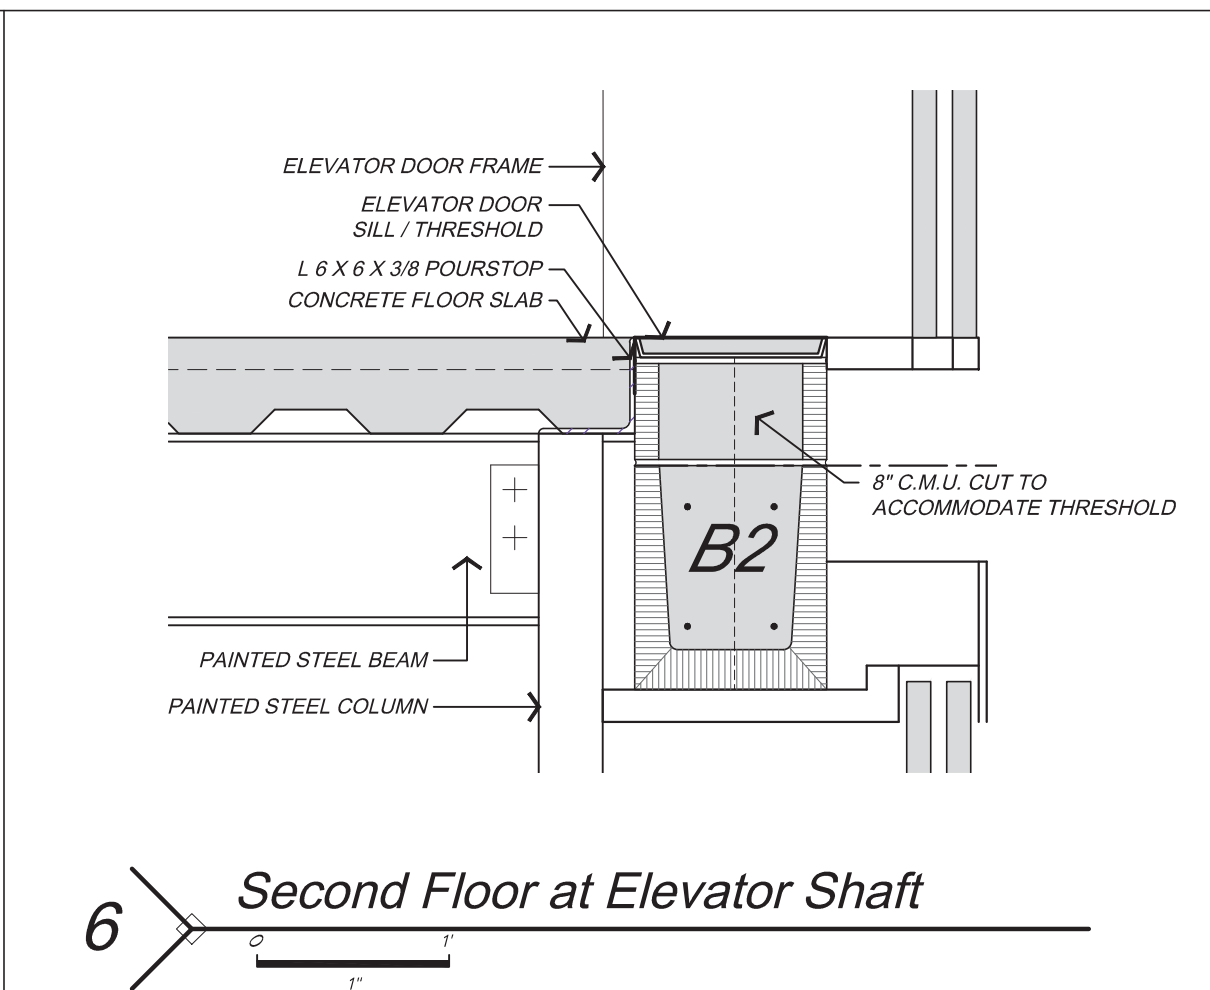 ELEVATOR DOOR FRAME
ELEVATOR DOOR
SILL / THRESHOLD
L 6 X 6 X 3/8 POURSTOP
CONCRETE FLOOR SLAB
8" C.M.U. CUT TO
ACCOMMODATE THRESHOLD
B2
PAINTED STEEL BEAM
PAINTED STEEL COLUMN
6
Second Floor at Elevator Shaft
0 1'
1"